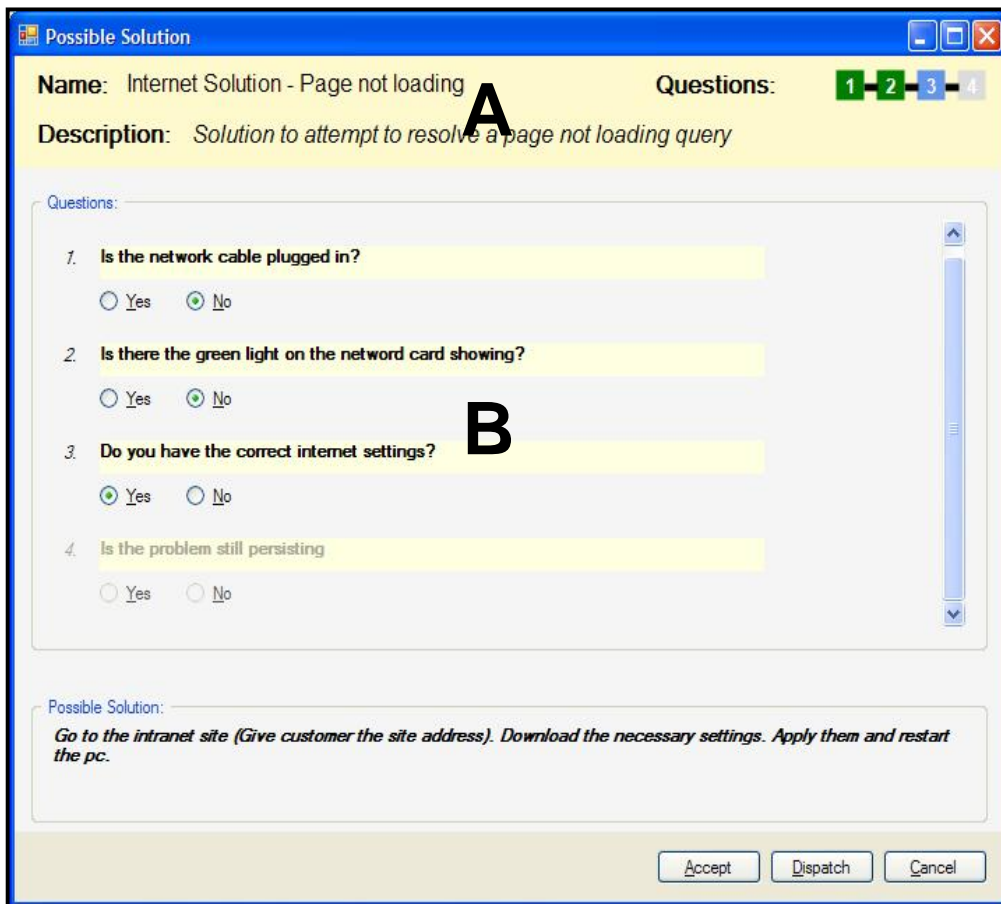 Possible Solution
Name: Internet Solution - Page not loading Questions: 1 2 3 4
A
Description: Solution to attempt to resolve a page not loading query
Questions:
1. Is the network cable plugged in?
Yes No
2. Is there the green light on the netword card showing?
Yes No
B
3. Do you have the correct internet settings?
Yes No
4. Is the problem still persisting
Yes No
Possible Solution:
Go to the intranet site (Give customer the site address). Download the necessary settings. Apply them and restart
the pc.
Accept Dispatch Cancel